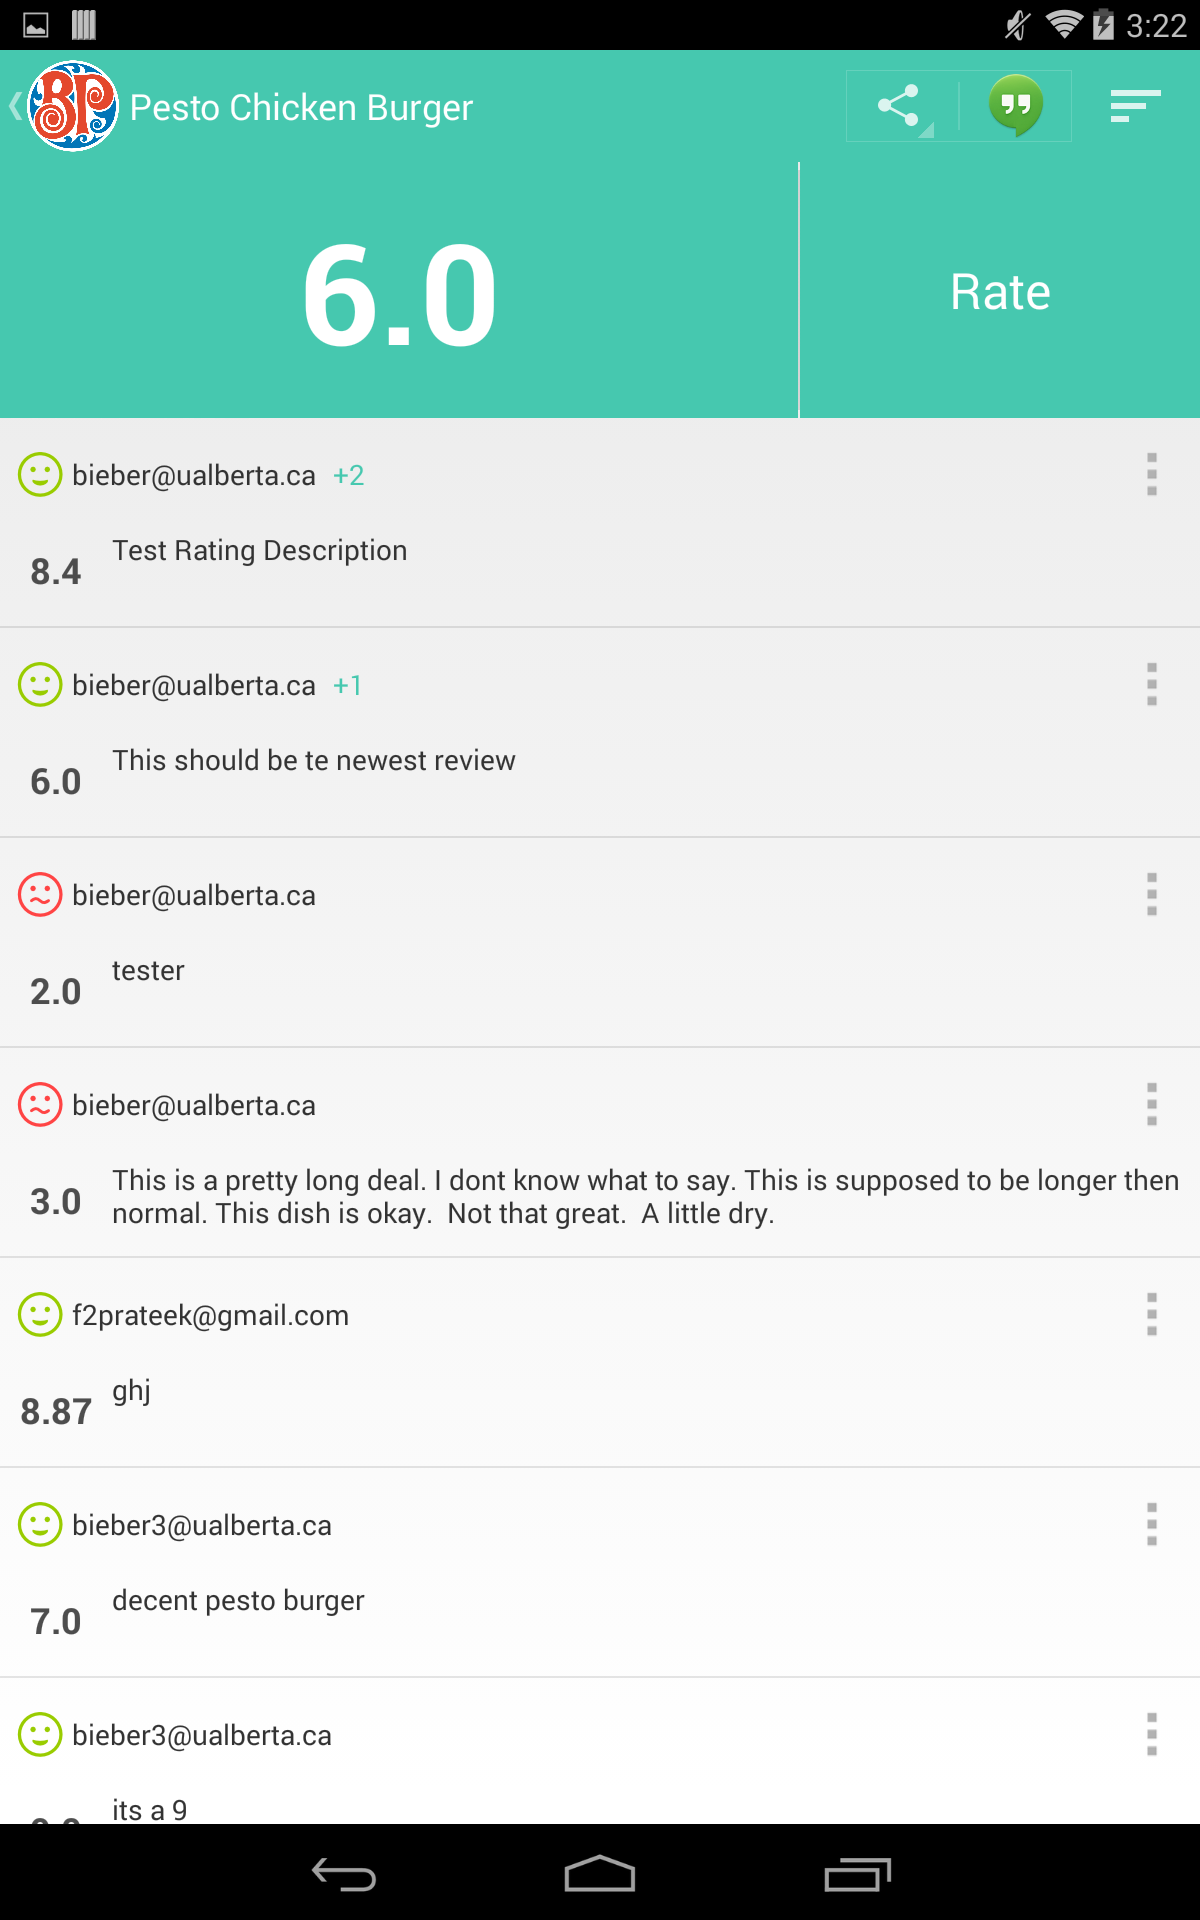 3:22
BP Pesto Chicken Burger
6.0
Rate
bieber@ualberta.ca +2
8.4 Test Rating Description
bieber@ualberta.ca +1
6.0 This should be te newest review
bieber@ualberta.ca
2.0 tester
bieber@ualberta.ca
This is a pretty long deal. I dont know what to say. This is supposed to be longer then
3.0 normal. This dish is okay.  Not that great.  A little dry.
f2prateek@gmail.com
8.87 ghj
bieber3@ualberta.ca
7.0 decent pesto burger
bieber3@ualberta.ca
its a 9